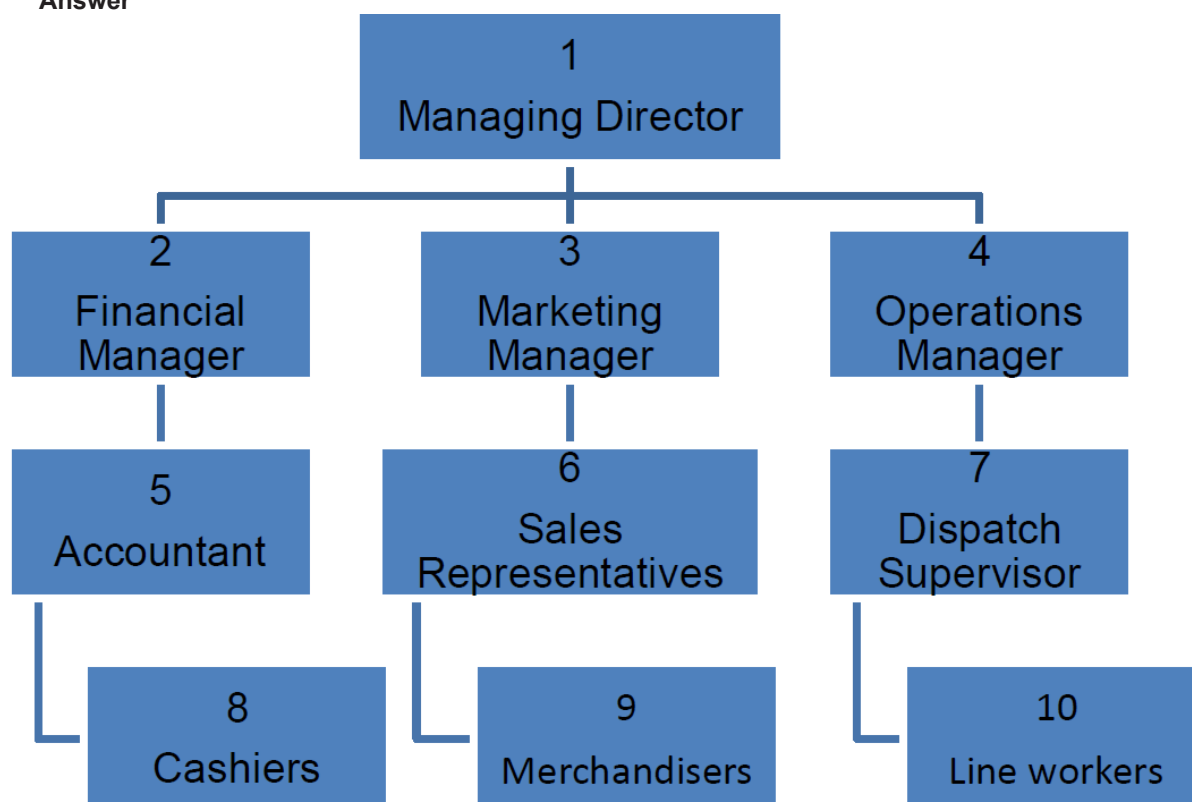 Answer
1
Managing Director
2
Financial
Manager
3
Marketing
Manager
4
Operations
Manager
5
Accountant
6
Sales
Representatives
7
Dispatch
Supervisor
8
Cashiers
9
Merchandisers
10
Line workers